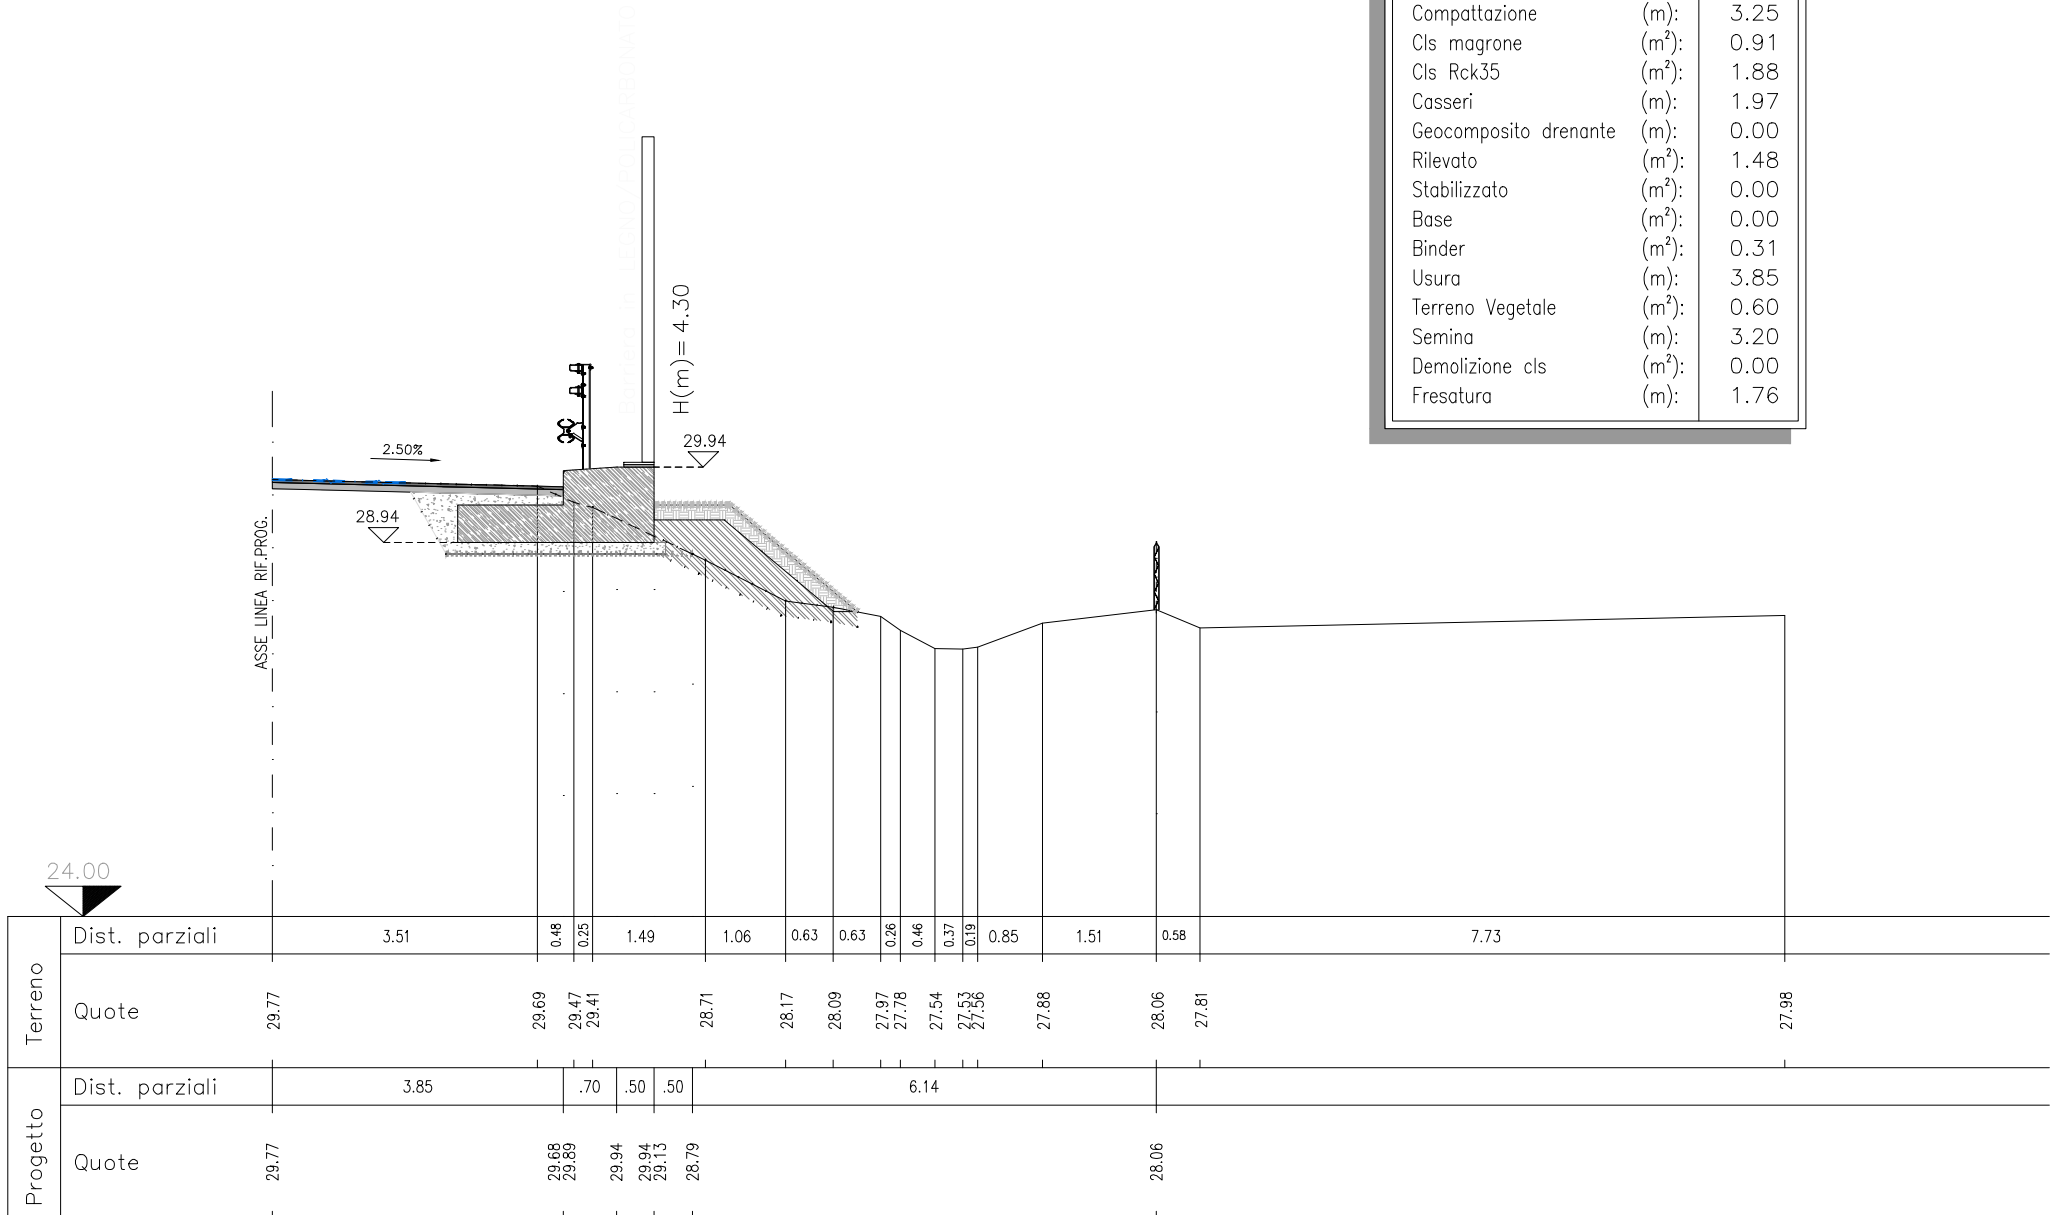 Compattazione (m): 3.25
Cls magrone (m²): 0.91
Cls Rck35 (m²): 1.88
Casseri (m): 1.97
Geocomposito drenante (m): 0.00
Rilevato (m²): 1.48
Stabilizzato (m²): 0.00
Base (m²): 0.00
Binder (m²): 0.31
Usura (m): 3.85
Terreno Vegetale (m²): 0.60
Semina (m): 3.20
Demolizione cls (m²): 0.00
Fresatura (m): 1.76
H(m)= 4.30
2.50%
29.94
28.94
ASSE LINEA RIF.PROG.
24.00
Terreno
Dist. parziali 3.51 0.48 0.25 1.49 1.06 0.63 0.63 0.26 0.46 0.37 0.19 0.85 1.51 0.58 7.73
Quote 29.77 29.69 29.47 29.41 28.71 28.17 28.09 27.97 27.78 27.54 27.53 27.56 27.88 28.06 27.81 27.98
Progetto
Dist. parziali 3.85 .70 .50 .50 6.14
Quote 29.77 29.68 29.89 29.94 29.94 29.13 28.79 28.06